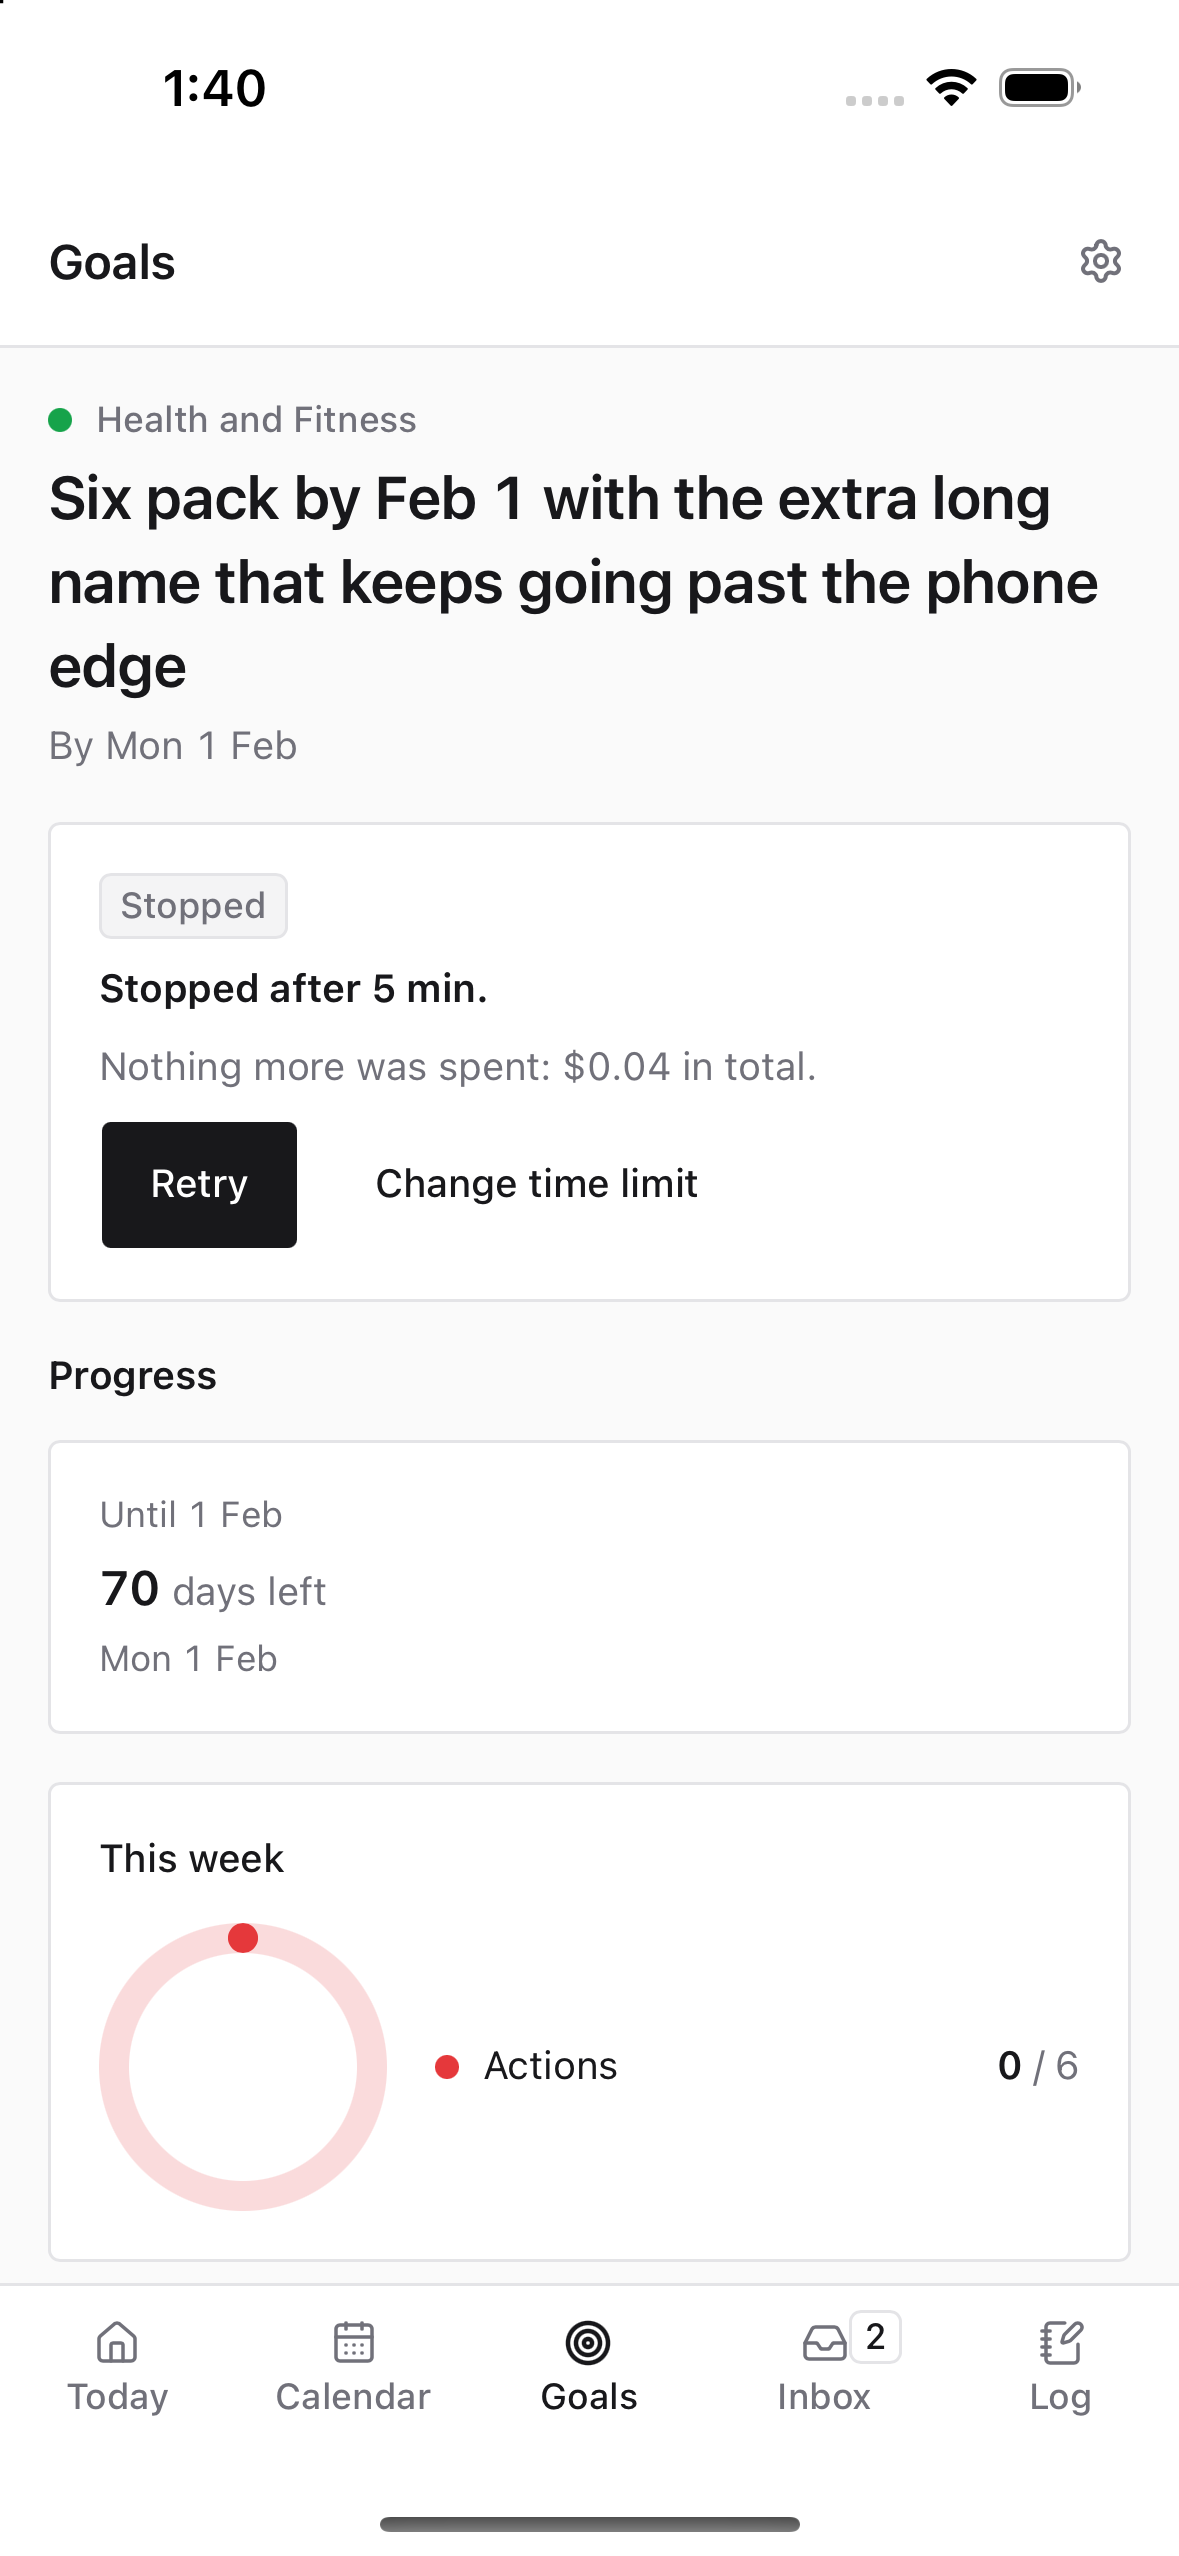 1:40
Goals
Health and Fitness
Six pack by Feb 1 with the extra long
name that keeps going past the phone
edge
By Mon 1 Feb
Stopped
Stopped after 5 min.
Nothing more was spent: $0.04 in total.
Retry
Change time limit
Progress
Until 1 Feb
70 days left
Mon 1 Feb
This week
Actions 0 / 6
2
Today Calendar Goals Inbox Log